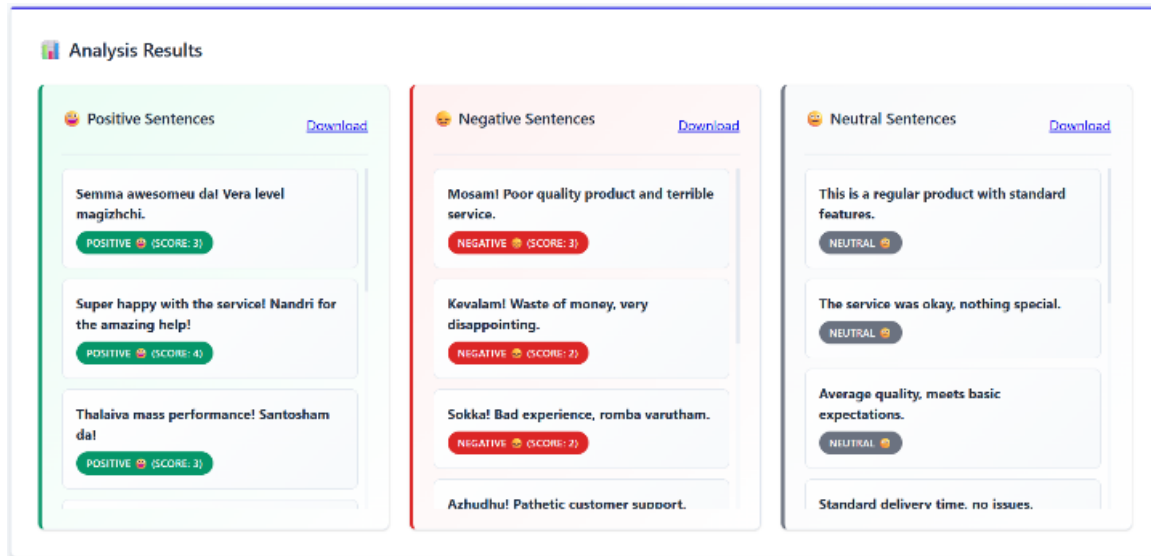 Analysis Results
Positive Sentences
Download
Semma awesomeu da! Vera level
magizhchi.
POSITIVE (SCORE: 3)
Super happy with the service! Nandri for
the amazing help!
POSITIVE (SCORE: 4)
Thalaiva mass performance! Santosham
da!
POSITIVE (SCORE: 3)
Negative Sentences
Download
Mosam! Poor quality product and terrible
service.
NEGATIVE (SCORE: 3)
Kevalam! Waste of money, very
disappointing.
NEGATIVE (SCORE: 2)
Sokka! Bad experience, romba varutham.
NEGATIVE (SCORE: 2)
Azhudhu! Pathetic customer support.
Neutral Sentences
Download
This is a regular product with standard
features.
NEUTRAL
The service was okay, nothing special.
NEUTRAL
Average quality, meets basic
expectations.
NEUTRAL
Standard delivery time, no issues.